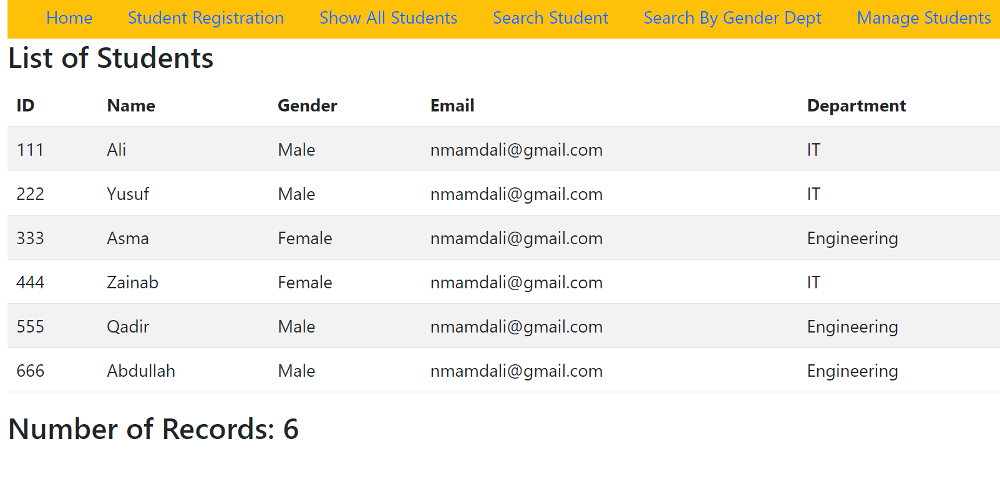 Home Student Registration Show All Students Search Student Search By Gender Dept Manage Students
List of Students
ID Name Gender Email Department
111 Ali Male nmamdali@gmail.com IT
222 Yusuf Male nmamdali@gmail.com IT
333 Asma Female nmamdali@gmail.com Engineering
444 Zainab Female nmamdali@gmail.com IT
555 Qadir Male nmamdali@gmail.com Engineering
666 Abdullah Male nmamdali@gmail.com Engineering
Number of Records: 6